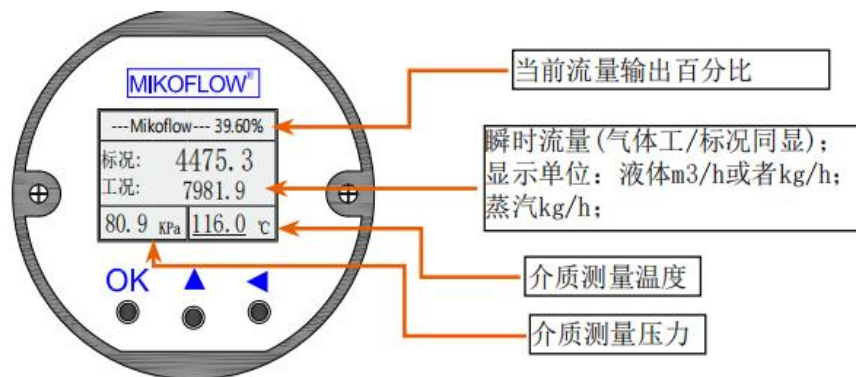 MIKOFLOW®
---Mikoflow--- 39.60%
标况: 4475.3
工况: 7981.9
80.9 KPa 116.0 ℃
OK
当前流量输出百分比
瞬时流量(气体工/标况同显);
显示单位: 液体m3/h或者kg/h;
蒸汽kg/h;
介质测量温度
介质测量压力